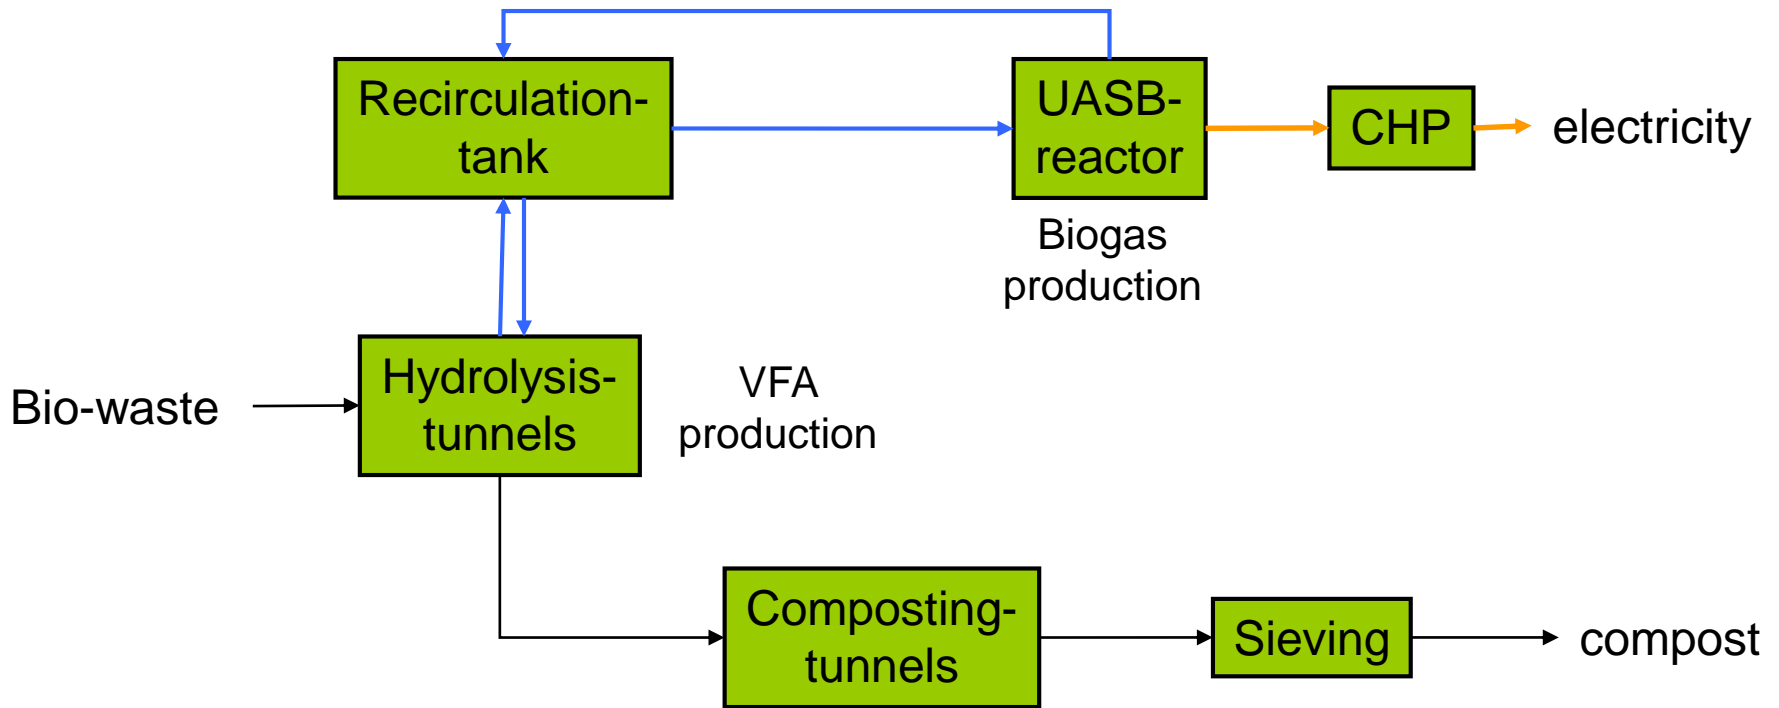 Recirculation-
tank
UASB-
reactor
CHP
electricity
Biogas
production
Bio-waste
Hydrolysis-
tunnels
VFA
production
Composting-
tunnels
Sieving
compost